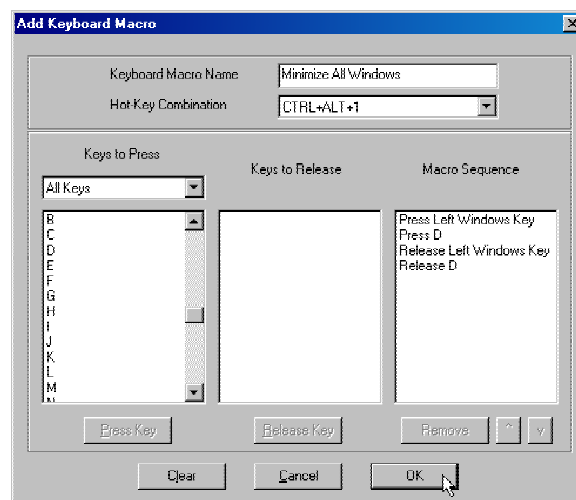 Add Keyboard Macro
Keyboard Macro Name
Minimize All Windows
Hot-Key Combination
CTRL+ALT+1
Keys to Press
Keys to Release
Macro Sequence
All Keys
B
C
D
E
F
G
H
I
J
K
L
M
N
Press Left Windows Key
Press D
Release Left Windows Key
Release D
Press Key
Release Key
Remove
^
v
Clear
Cancel
OK